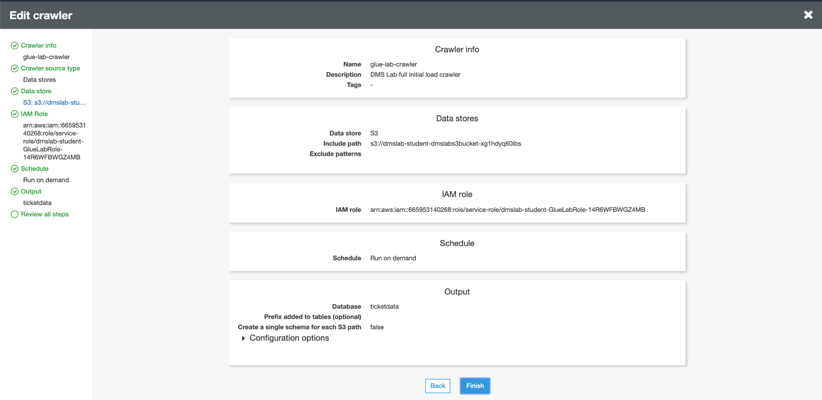 Edit crawler
Crawler info
glue-lab-crawler
Crawler source type
Data stores
Data store
S3: s3://dmslab-stu...
IAM Role
arn:aws:iam::6659531
40268:role/service-
role/dmslab-student-
GlueLabRole-
14R6WFBWGZ4MB
Schedule
Run on demand
Output
ticketdata
Review all steps
Crawler info
Name glue-lab-crawler
Description DMS Lab full initial load crawler
Tags -
Data stores
Data store S3
Include path s3://dmslab-student-dmslabs3bucket-xg1hdyq60ibs
Exclude patterns
IAM role
IAM role arn:aws:iam::665953140268:role/service-role/dmslab-student-GlueLabRole-14R6WFBWGZ4MB
Schedule
Schedule Run on demand
Output
Database ticketdata
Prefix added to tables (optional)
Create a single schema for each S3 path false
Configuration options
Back Finish